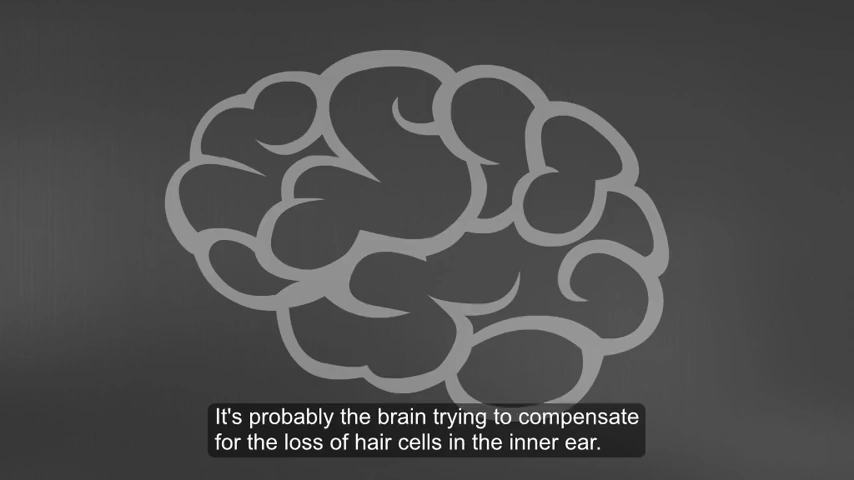 It's probably the brain trying to compensate
for the loss of hair cells in the inner ear.